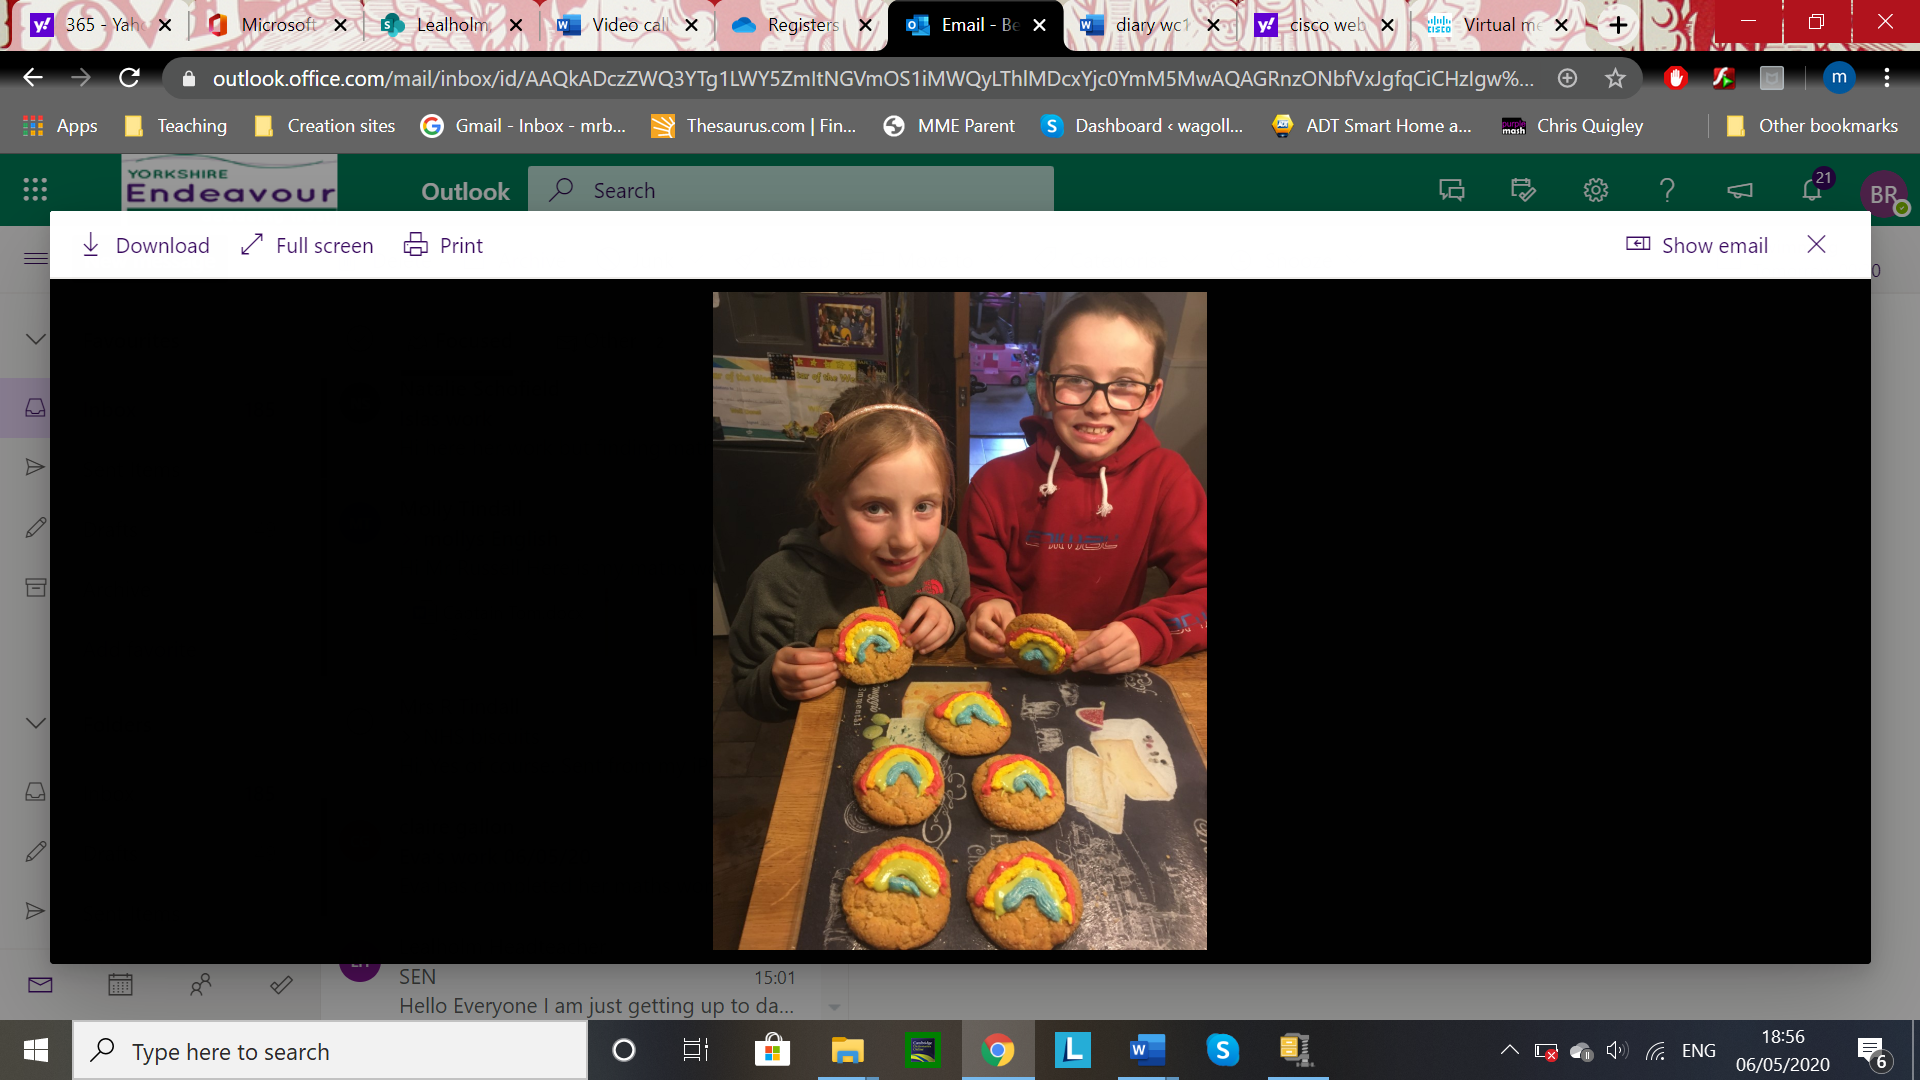 365 - Yah
Microsoft
Lealholm
Video call
Registers
Email - Be
diary wc1
cisco web
Virtual me
outlook.office.com/mail/inbox/id/AAQkADczZWQ3YTg1LWY5ZmItNGVmOS1iMWQyLThlMDcxYjc0YmM5MwAQAGRnzONbfVxJgfqCiCHzIgw%...
m
Apps
Teaching
Creation sites
Gmail - Inbox - mrb...
Thesaurus.com | Fin...
MME Parent
Dashboard ‹ wagoll...
ADT Smart Home a...
Chris Quigley
Other bookmarks
YORKSHIRE
Endeavour
Outlook
Search
21
BR
Download
Full screen
Print
Show email
SEN
15:01
Hello Everyone I am just getting up to da...
Type here to search
ENG
18:56
06/05/2020
6